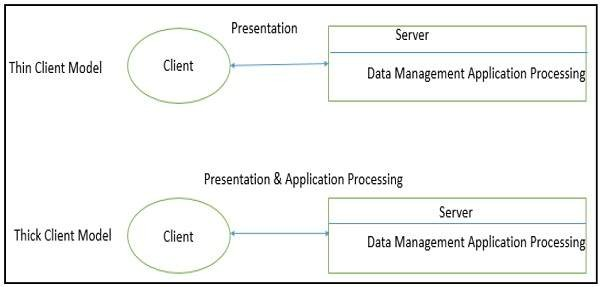 Presentation
Server
Thin Client Model
Client
Data Management Application Processing
Presentation & Application Processing
Server
Thick Client Model
Client
Data Management Application Processing